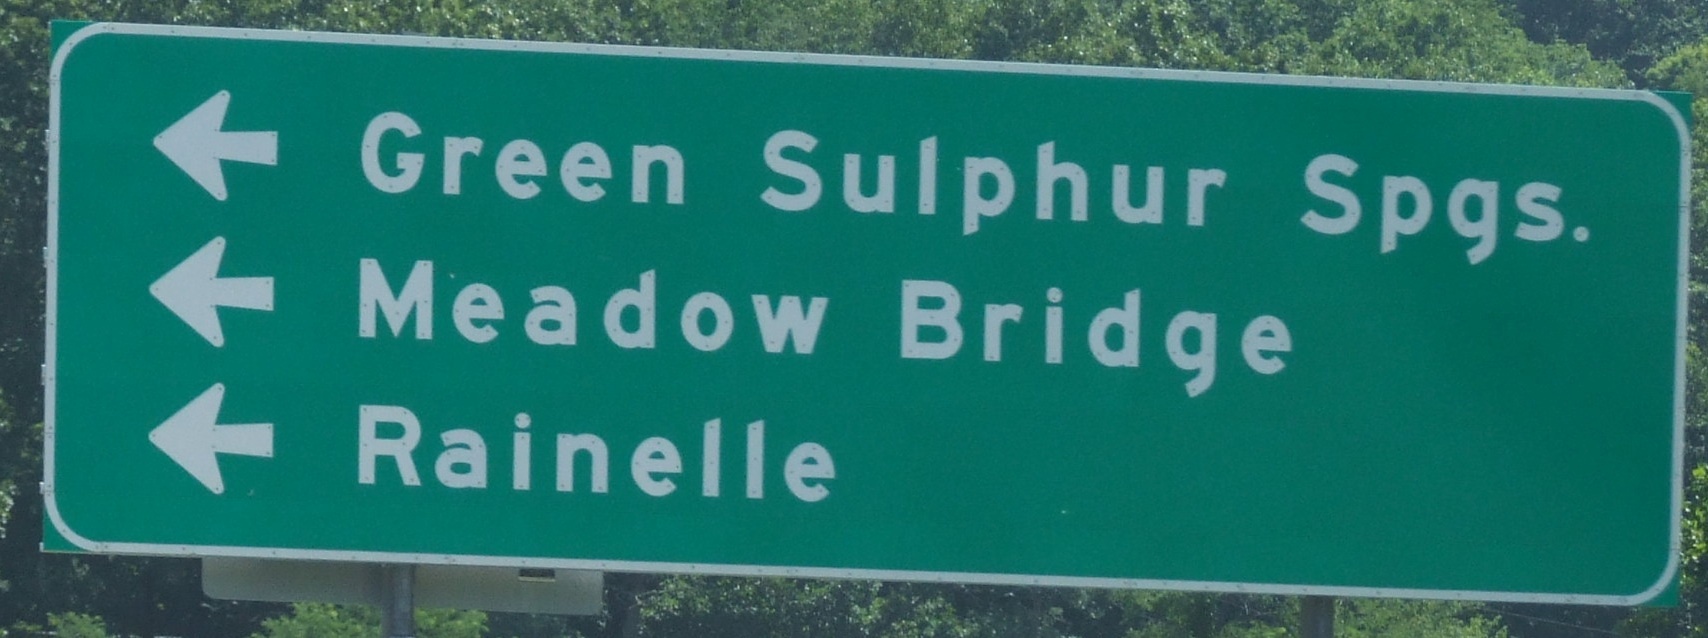 Green Sulphur Spgs.
Meadow Bridge
Rainelle